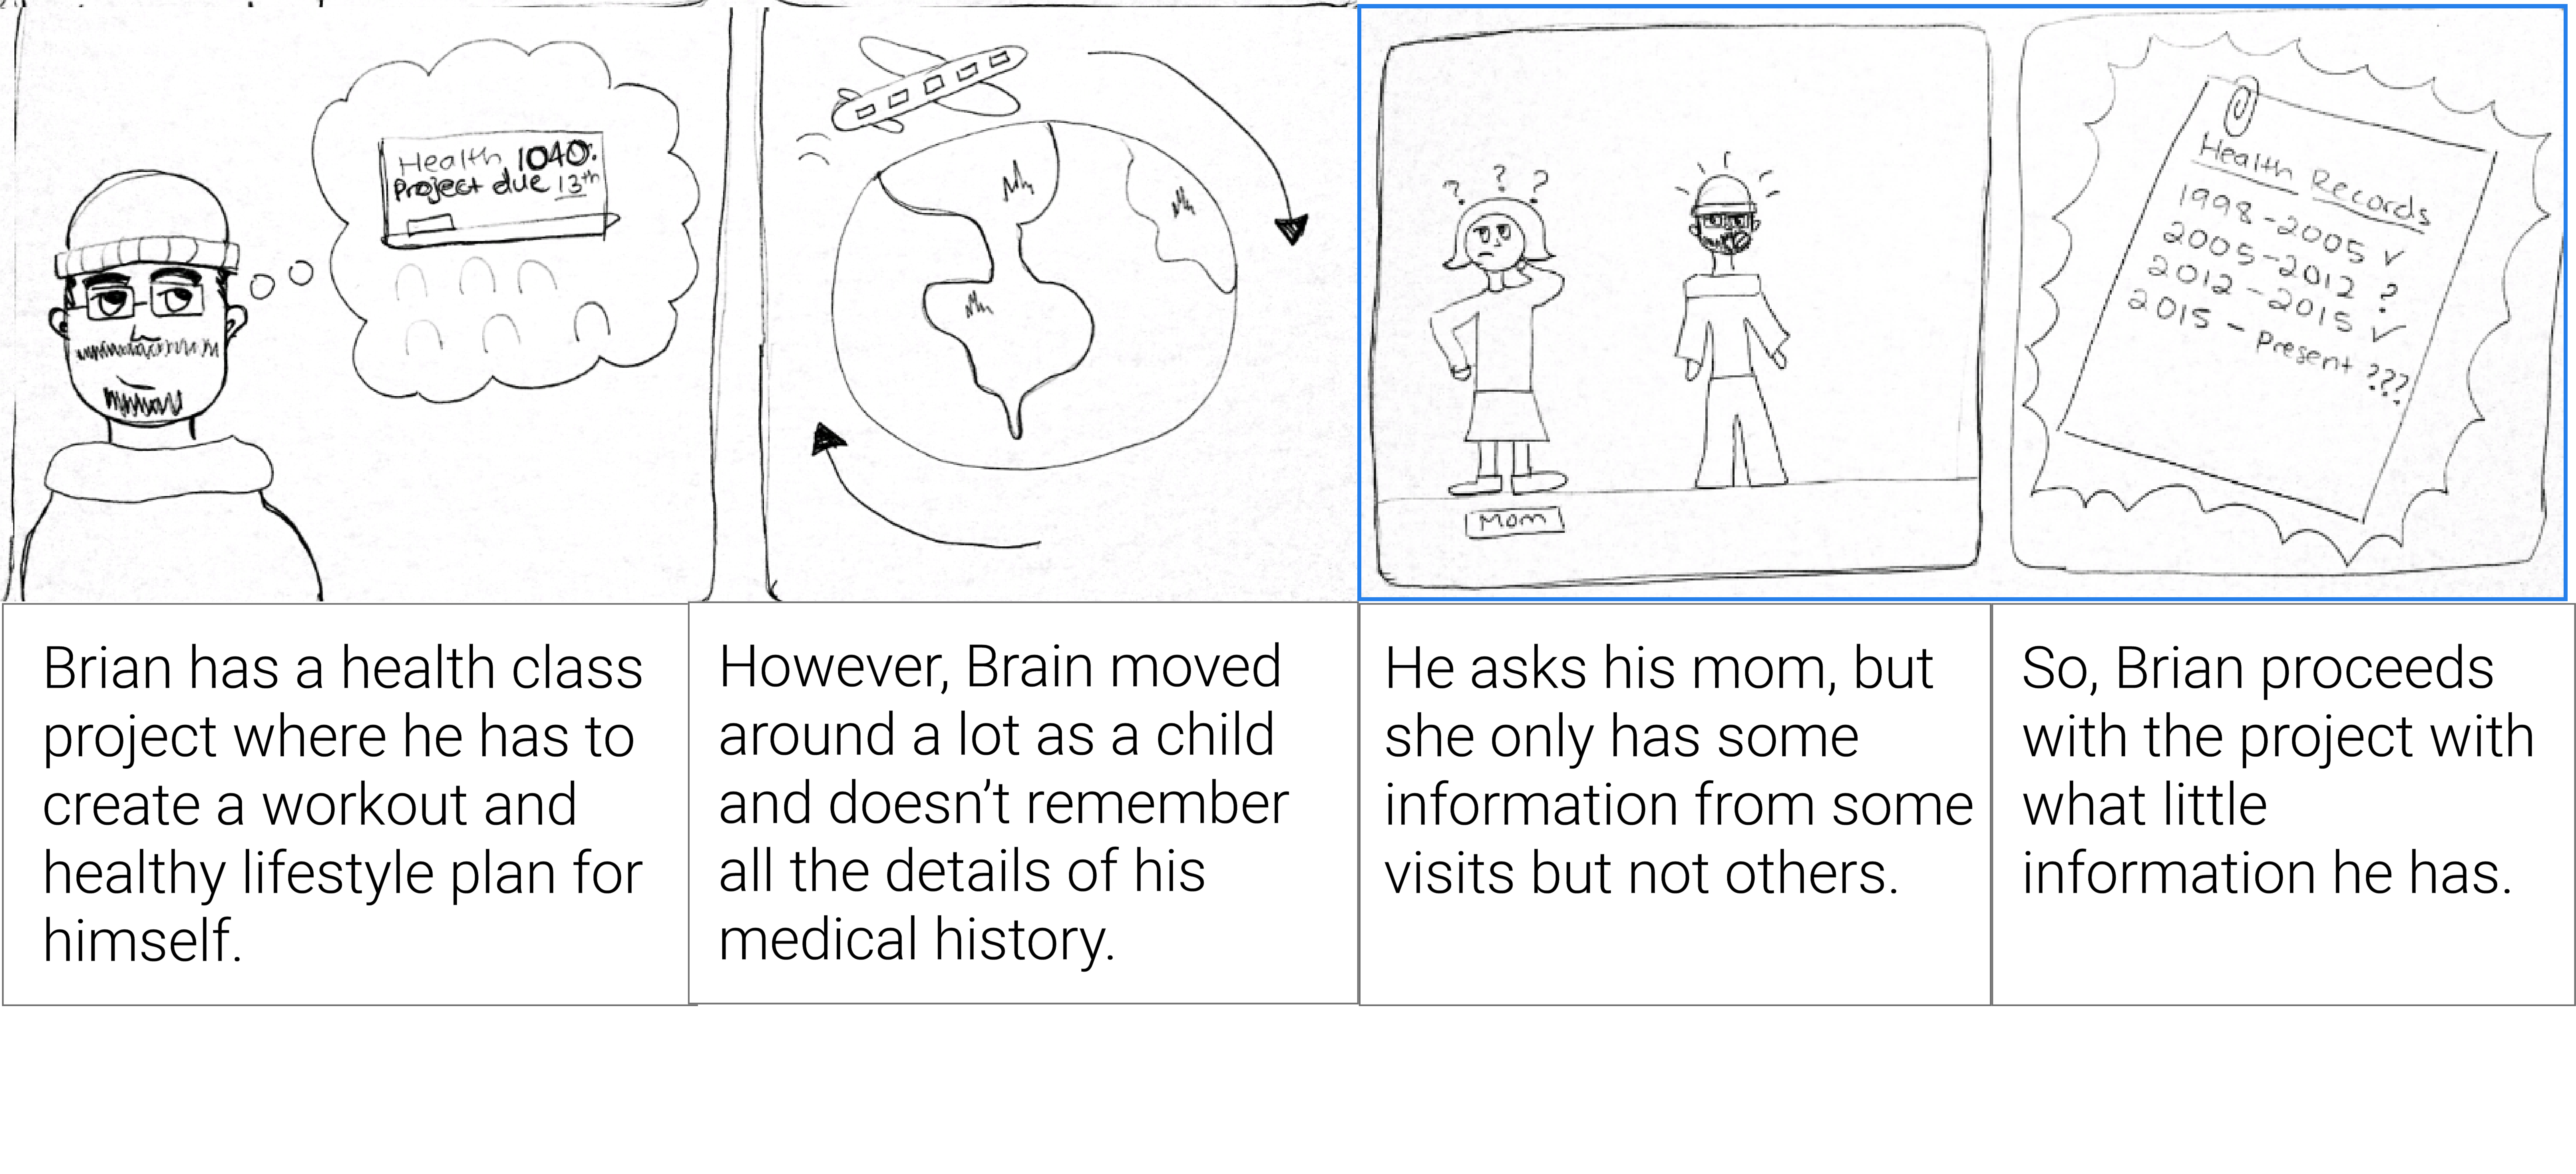 Health 1040:
Project due 13th
Mom
Health Records
1998-2005 ✓
2005-2012 ?
2012-2015 ✓
2015 - Present ???
Brian has a health class
project where he has to
create a workout and
healthy lifestyle plan for
himself.
However, Brain moved
around a lot as a child
and doesn’t remember
all the details of his
medical history.
He asks his mom, but
she only has some
information from some
visits but not others.
So, Brian proceeds
with the project with
what little
information he has.